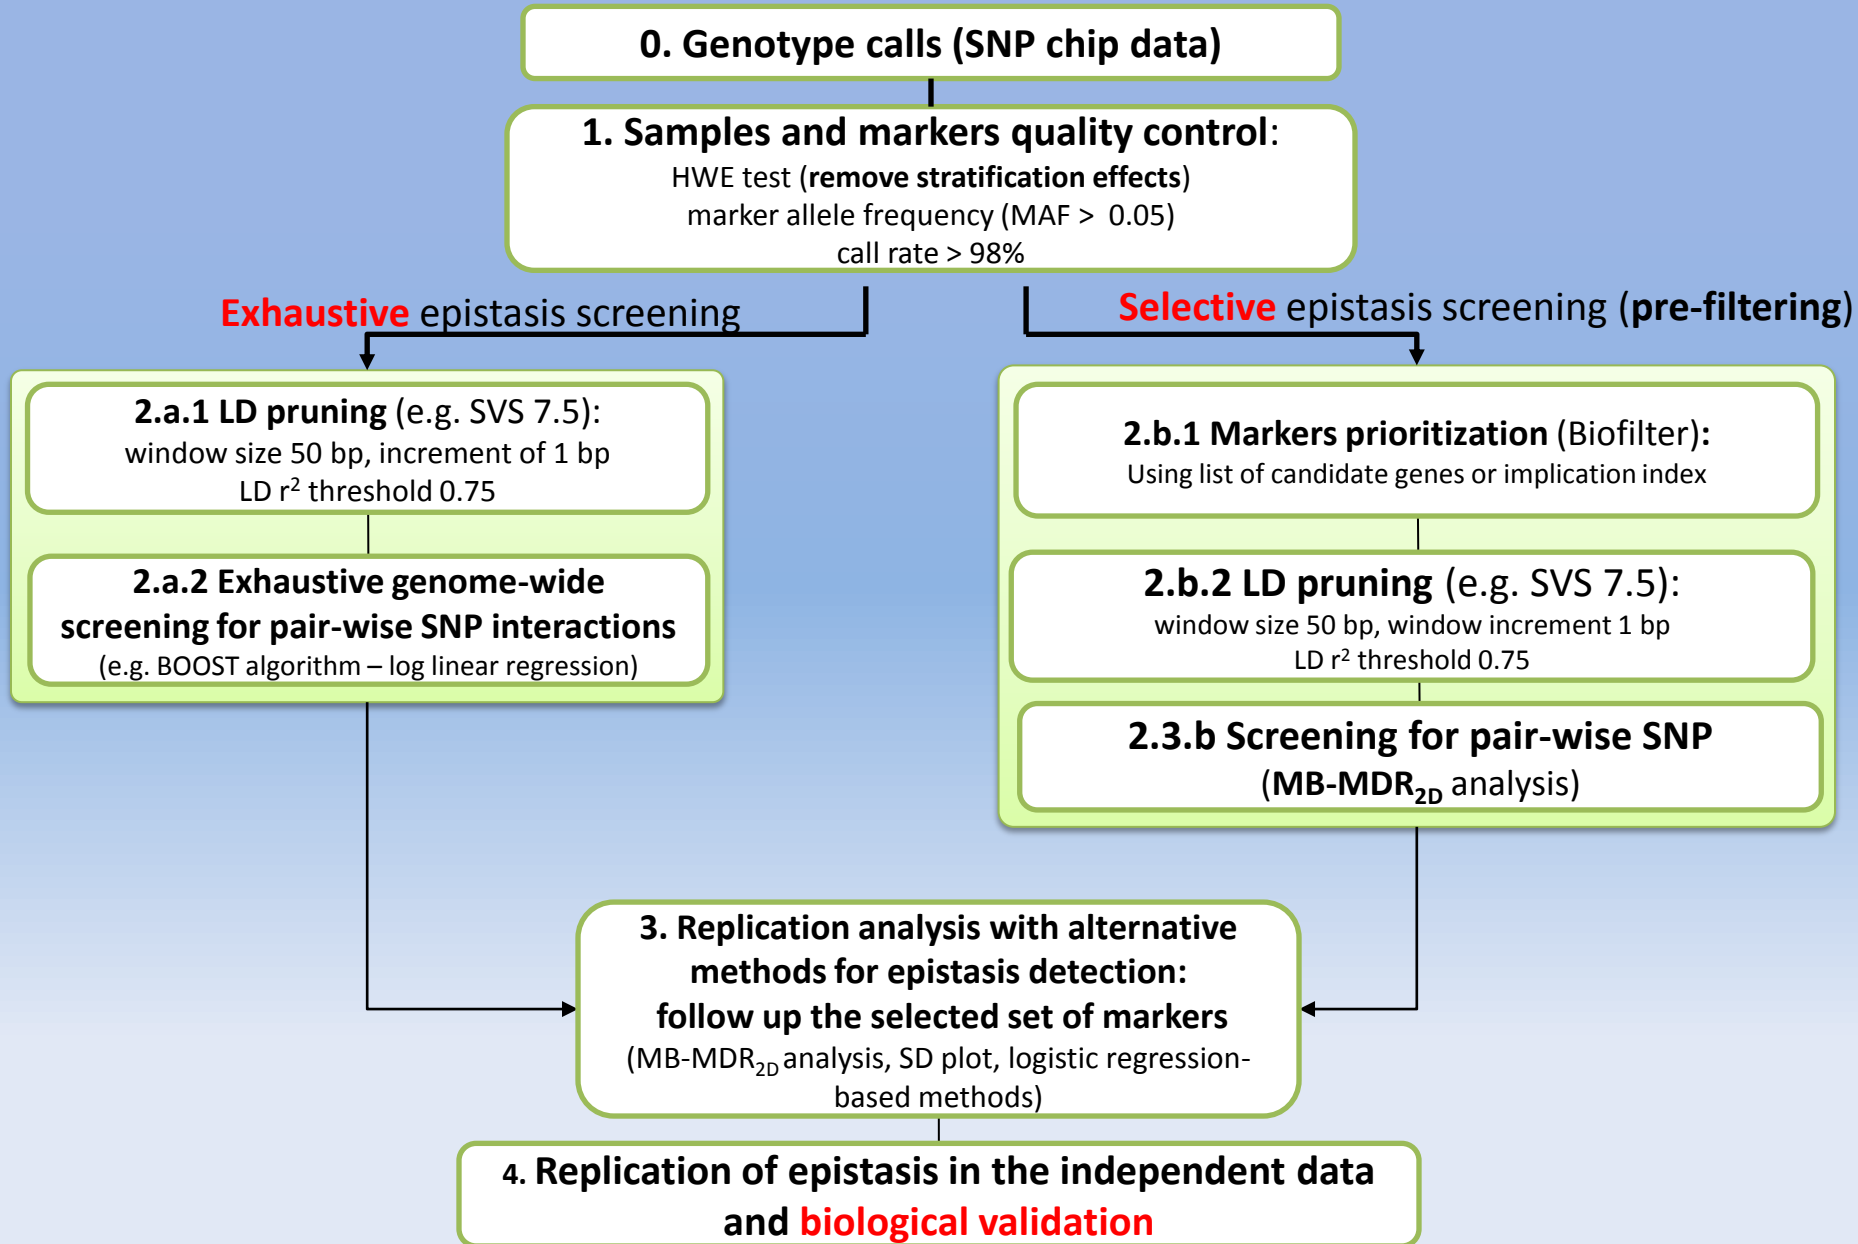 0. Genotype calls (SNP chip data)
1. Samples and markers quality control:
HWE test (remove stratification effects)
marker allele frequency (MAF > 0.05)
call rate > 98%
Exhaustive epistasis screening
Selective epistasis screening (pre-filtering)
2.a.1 LD pruning (e.g. SVS 7.5):
window size 50 bp, increment of 1 bp
LD r² threshold 0.75
2.a.2 Exhaustive genome-wide
screening for pair-wise SNP interactions
(e.g. BOOST algorithm – log linear regression)
2.b.1 Markers prioritization (Biofilter):
Using list of candidate genes or implication index
2.b.2 LD pruning (e.g. SVS 7.5):
window size 50 bp, window increment 1 bp
LD r² threshold 0.75
2.3.b Screening for pair-wise SNP
(MB-MDR2D analysis)
3. Replication analysis with alternative
methods for epistasis detection:
follow up the selected set of markers
(MB-MDR2D analysis, SD plot, logistic regression-
based methods)
4. Replication of epistasis in the independent data
and biological validation